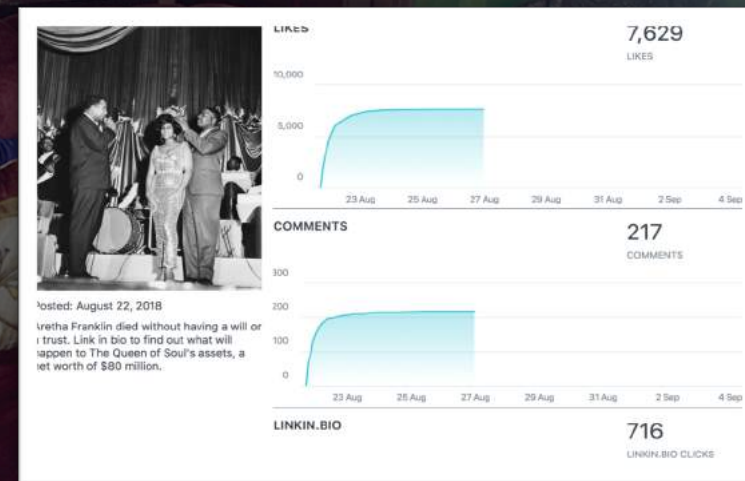 LIKES
7,629
LIKES
10,000
5,000
0
23 Aug 25 Aug 27 Aug 29 Aug 31 Aug 2 Sep 4 Sep
COMMENTS
217
COMMENTS
300
200
100
0
23 Aug 25 Aug 27 Aug 29 Aug 31 Aug 2 Sep 4 Sep
Posted: August 22, 2018
Aretha Franklin died without having a will or
a trust. Link in bio to find out what will
happen to The Queen of Soul's assets, a
net worth of $80 million.
LINKIN.BIO
716
LINKIN.BIO CLICKS